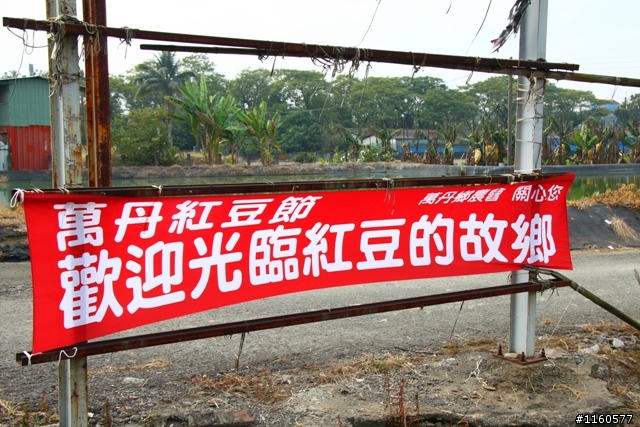 萬丹紅豆節
萬丹鄉農會 關心您
歡迎光臨紅豆的故鄉
#1160577